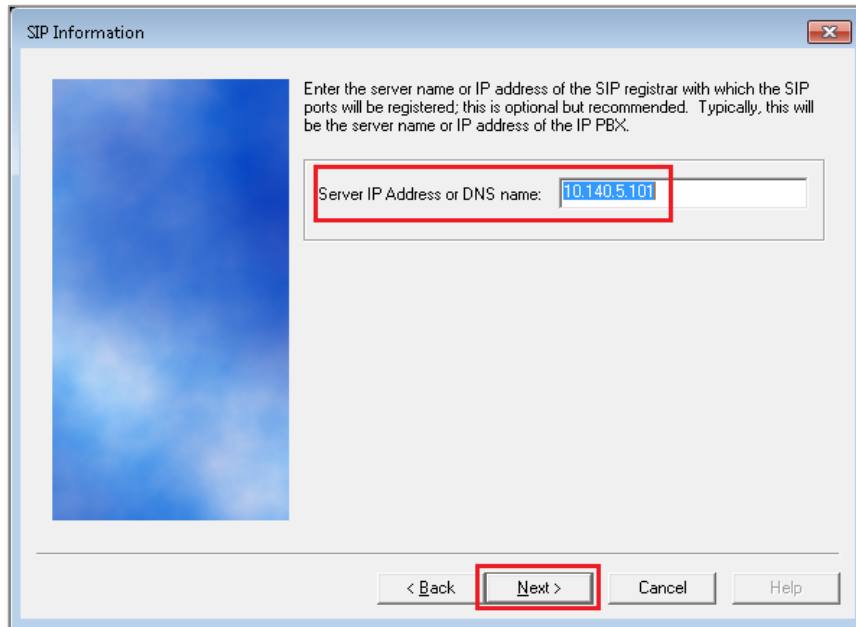 SIP Information
Enter the server name or IP address of the SIP registrar with which the SIP
ports will be registered; this is optional but recommended.  Typically, this will
be the server name or IP address of the IP PBX.
Server IP Address or DNS name: 10.140.5.101
< Back Next > Cancel Help